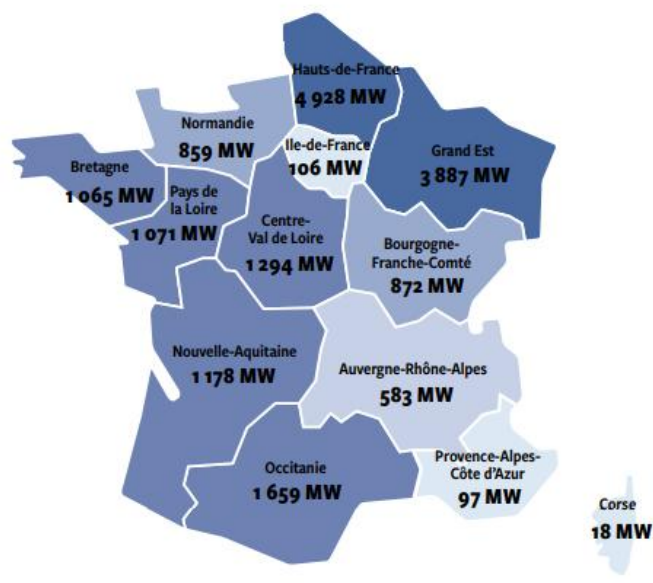 Hauts-de-France
4 928 MW
Normandie
859 MW
Ile-de-France
106 MW
Grand Est
3 887 MW
Bretagne
1 065 MW
Pays de
la Loire
1 071 MW
Centre-
Val de Loire
1 294 MW
Bourgogne-
Franche-Comté
872 MW
Nouvelle-Aquitaine
1 178 MW
Auvergne-Rhône-Alpes
583 MW
Occitanie
1 659 MW
Provence-Alpes-
Côte d'Azur
97 MW
Corse
18 MW